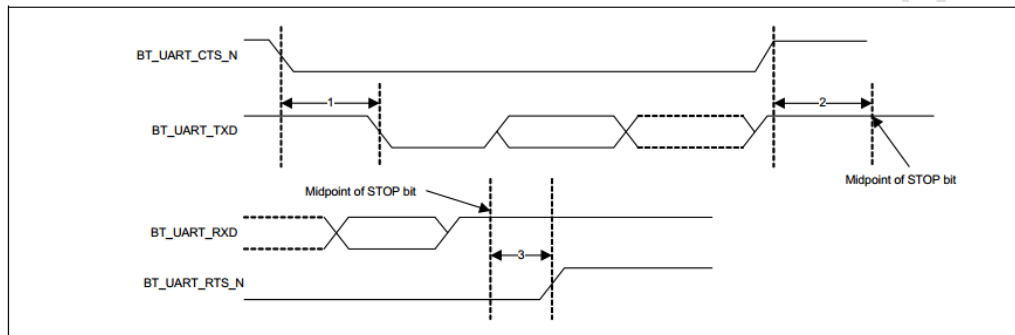 BT_UART_CTS_N
1
2
BT_UART_TXD
Midpoint of STOP bit
Midpoint of STOP bit
BT_UART_RXD
3
BT_UART_RTS_N